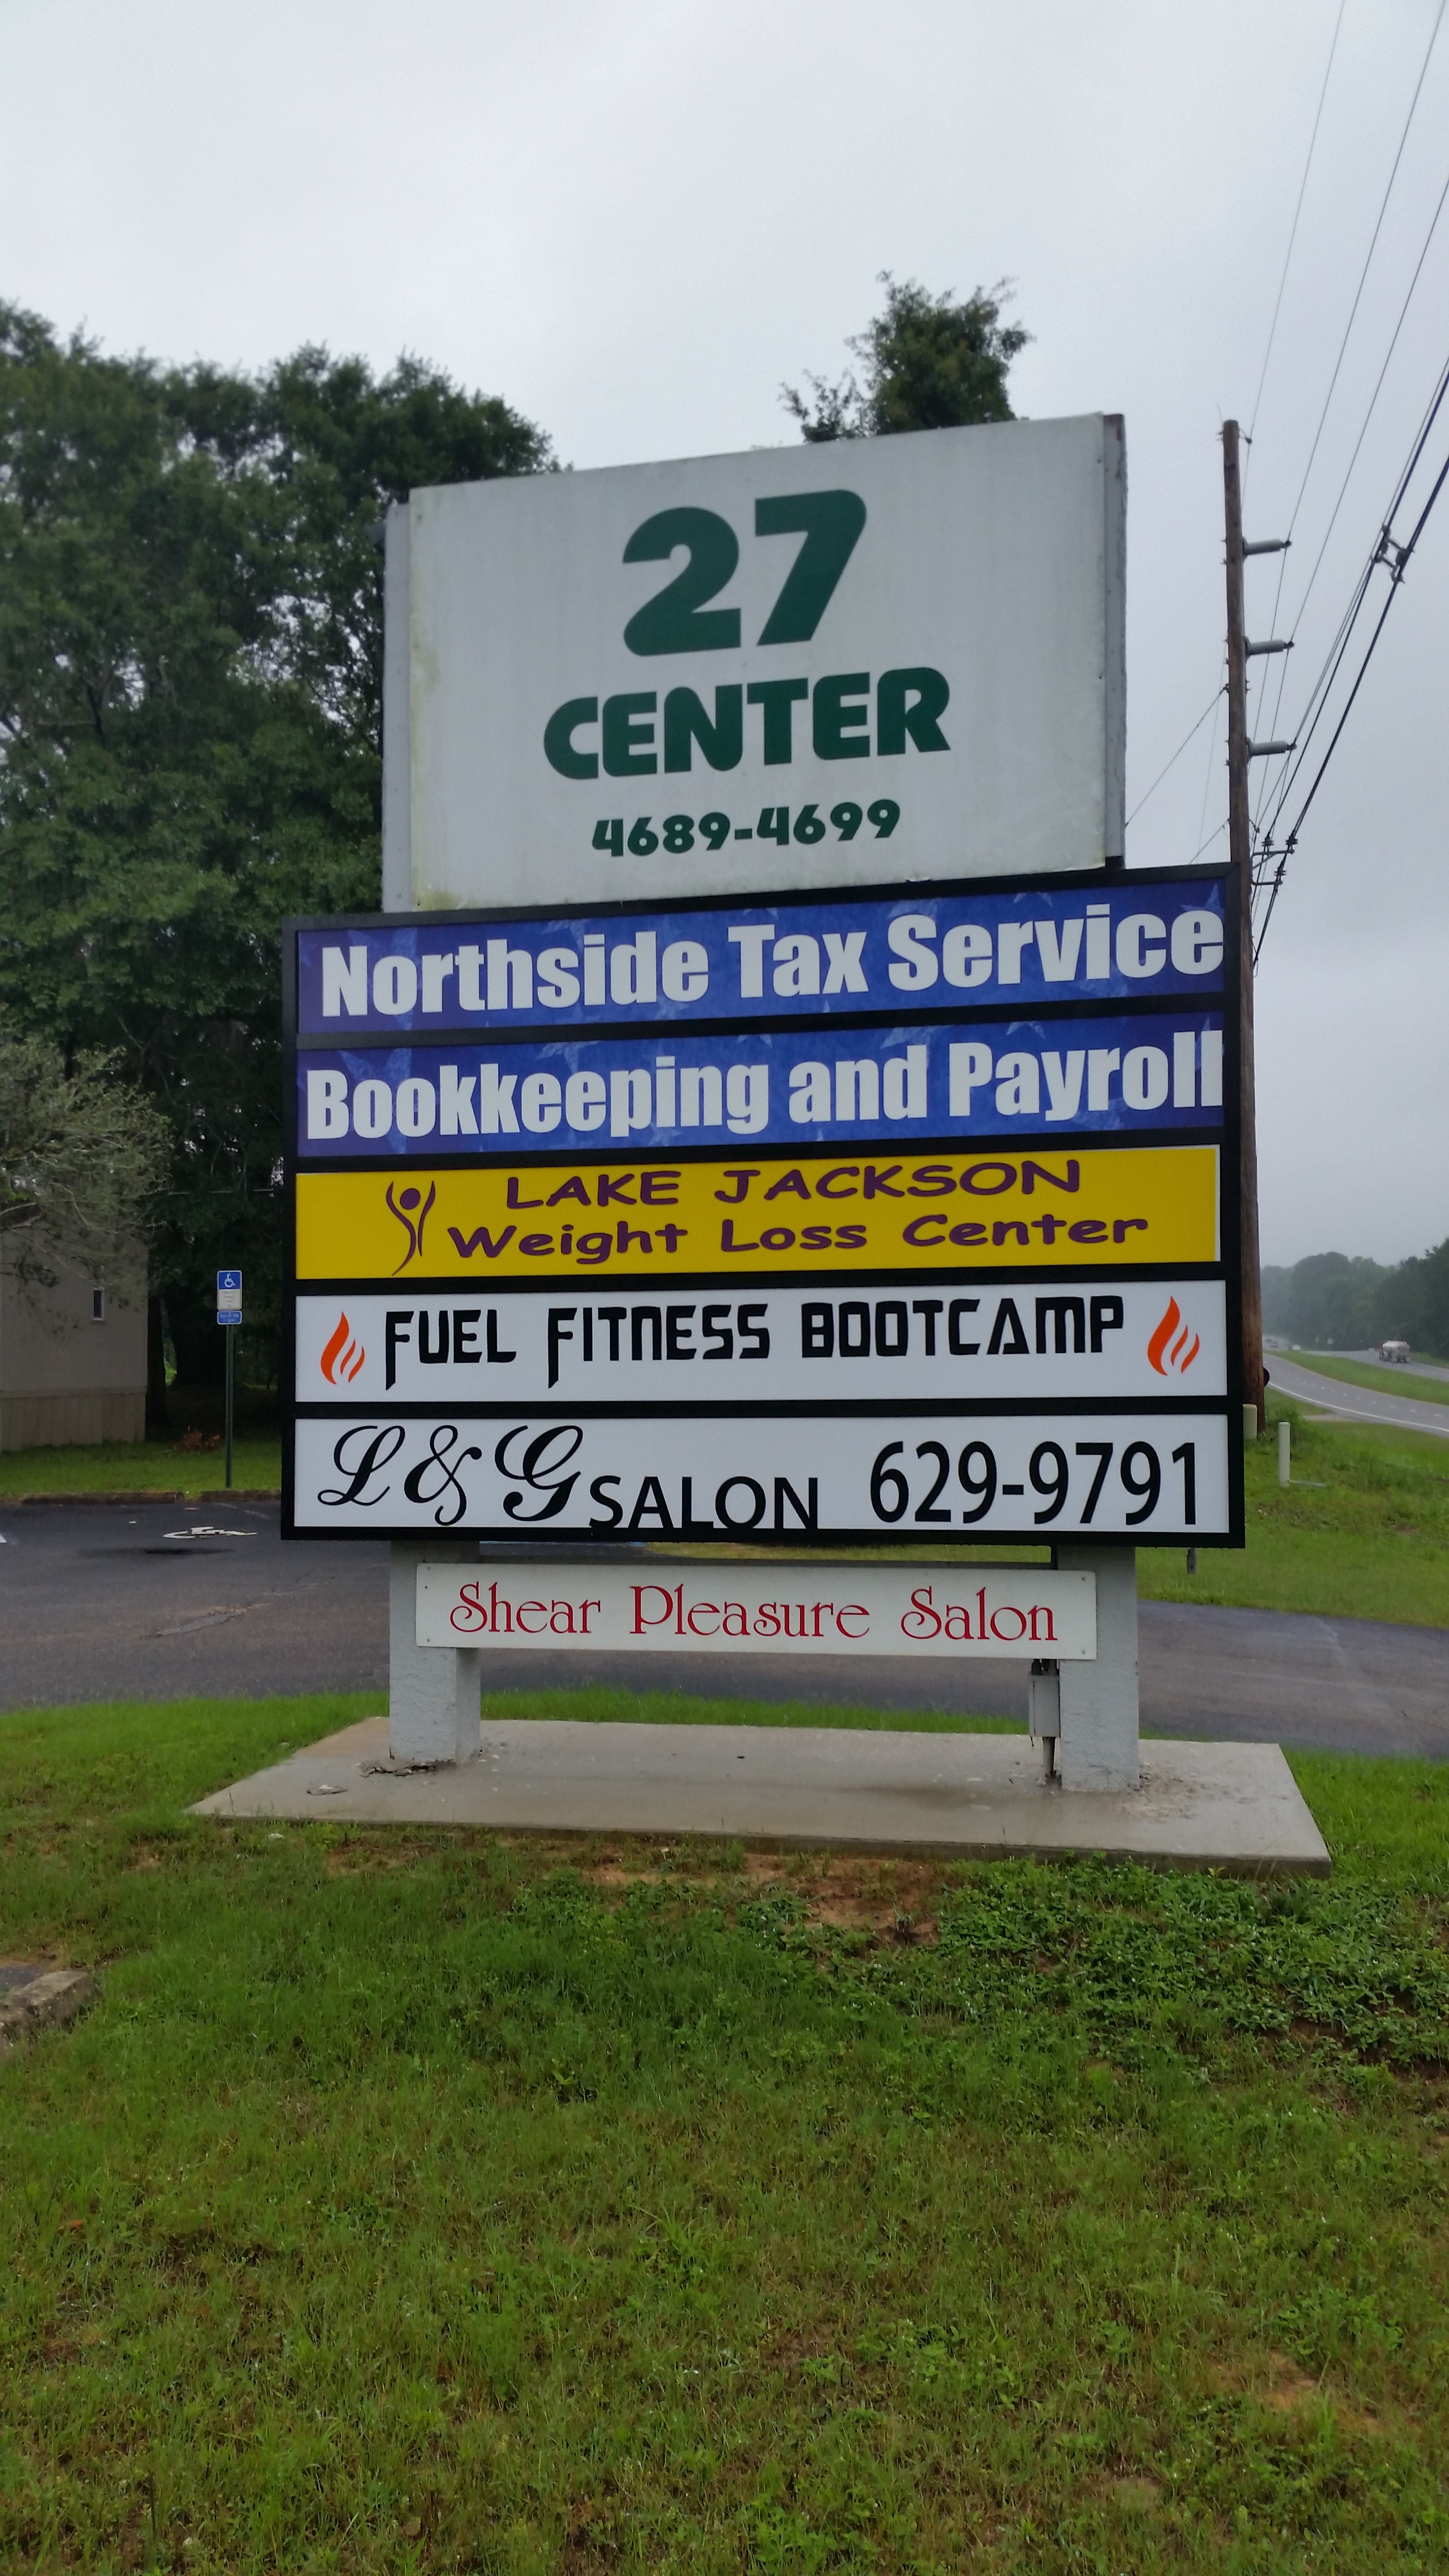 27
CENTER
4689-4699
Northside Tax Service
Bookkeeping and Payroll
LAKE JACKSON
Weight Loss Center
FUEL FITNESS BOOTCAMP
L&G SALON 629-9791
Shear Pleasure Salon